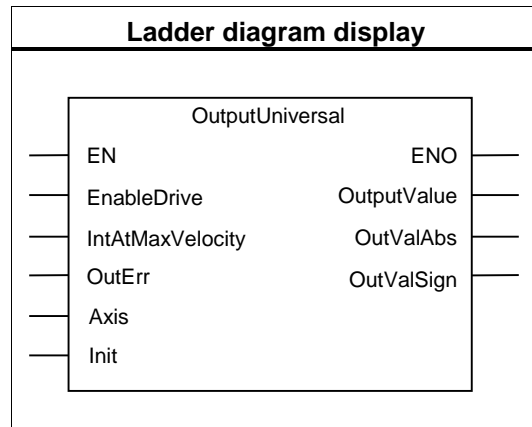 Ladder diagram display
OutputUniversal
EN ENO
EnableDrive OutputValue
IntAtMaxVelocity OutValAbs
OutErr OutValSign
Axis
Init